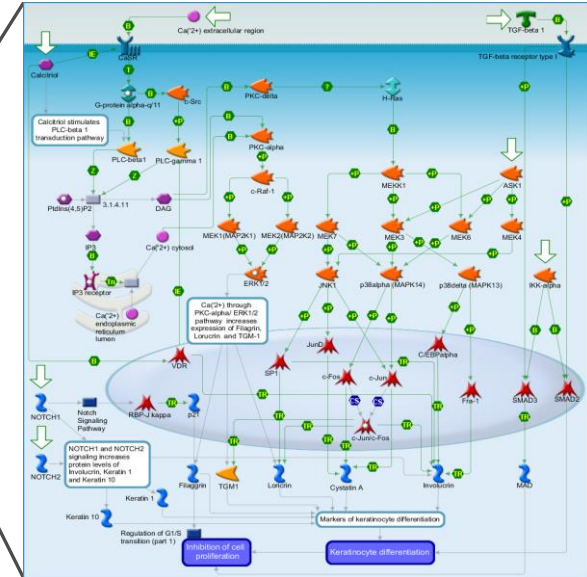 Ca('2+) extracellular region
TGF-beta 1
CaSR
TGF-beta receptor type I
Calcitriol
G-protein alpha-q/11
c-Src
PKC-delta
H-Ras
Calcitriol stimulates
PLC-beta 1
transduction pathway
PKC-alpha
PLC-beta1
PLC-gamma 1
c-Raf-1
MEKK1
ASK1
PtdIns(4,5)P2
3.1.4.11
DAG
IP3
Ca('2+) cytosol
MEK1(MAP2K1)
MEK2(MAP2K2)
MEK7
MEK3
MEK6
MEK4
IP3 receptor
ERK1/2
JNK1
p38alpha (MAPK14)
p38delta (MAPK13)
IKK-alpha
Ca('2+)
endoplasmic
reticulum
lumen
Ca('2+) through
PKC-alpha/ ERK1/2
pathway increases
expression of Filagrin,
Lorucrin and TGM-1
VDR
JunD
SP1
c-Fos
c-Jun
C/EBPalpha
Fra-1
SMAD3
SMAD2
NOTCH1
Notch
Signaling
Pathway
RBP-J kappa
p21
c-Jun/c-Fos
NOTCH2
NOTCH1 and NOTCH2
signaling increases
protein levels of
Involucrin, Keratin 1
and Keratin 10
Filaggrin
TGM1
Loricrin
Cystatin A
Involucrin
MAD
Keratin 1
Keratin 10
Markers of keratinocyte differentiation
Regulation of G1/S
transition (part 1)
Inhibition of cell
proliferation
Keratinocyte differentiation